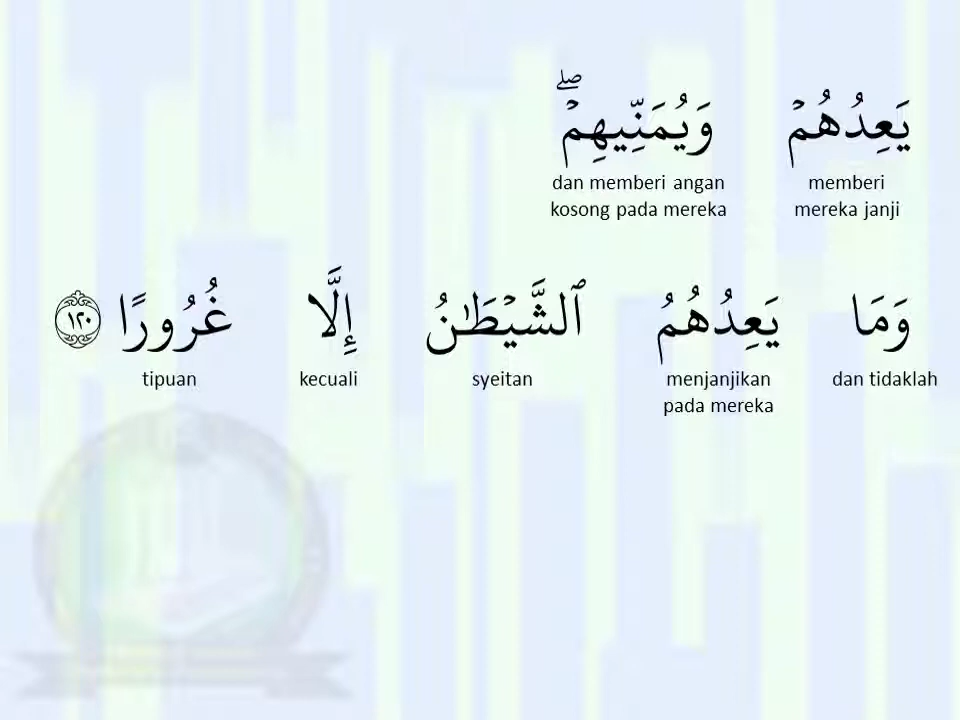 يَعِدُهُمۡ وَيُمَنِّيهِمۡۖ
memberi dan memberi angan
mereka janji kosong pada mereka
وَمَا يَعِدُهُمُ ٱلشَّيۡطَٰنُ إِلَّا غُرُورًا ١٢٠
dan tidaklah menjanjikan syeitan kecuali tipuan
pada mereka